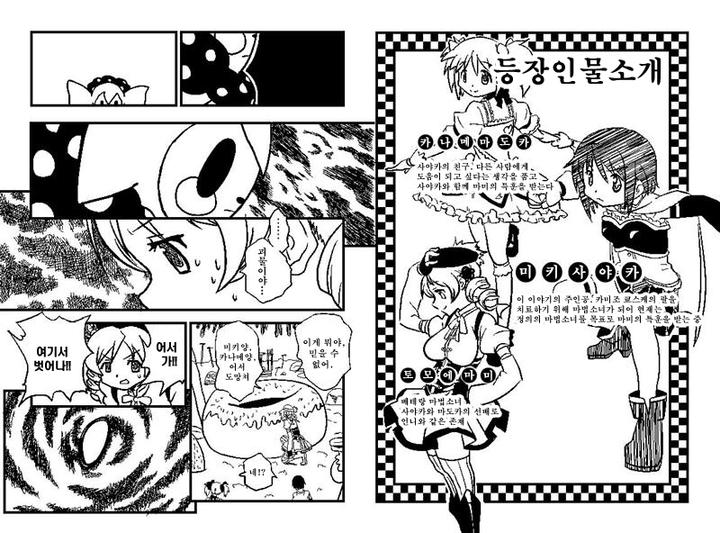 등장인물소개
카나메마도카
사야카의 친구. 다른 사람에게
도움이 되고 싶다는 생각을 품고
사야카와 함께 마미의 특훈을 받는다
미키사야카
이 이야기의 주인공. 카미조 쿄스케의 팔을
치료하기 위해 마법소녀가 되어 현재는
정의의 마법소녀를 목표로 마미의 특훈을 받는 중
토모에마미
베테랑 마법소녀
사야카와 마도카의 선배로
언니와 같은 존재
괴물이야…
……
이게 뭐야,
믿을 수
없어.
미키양,
카나메양,
어서
도망쳐
네!?
어서
가!!
여기서
벗어나!!